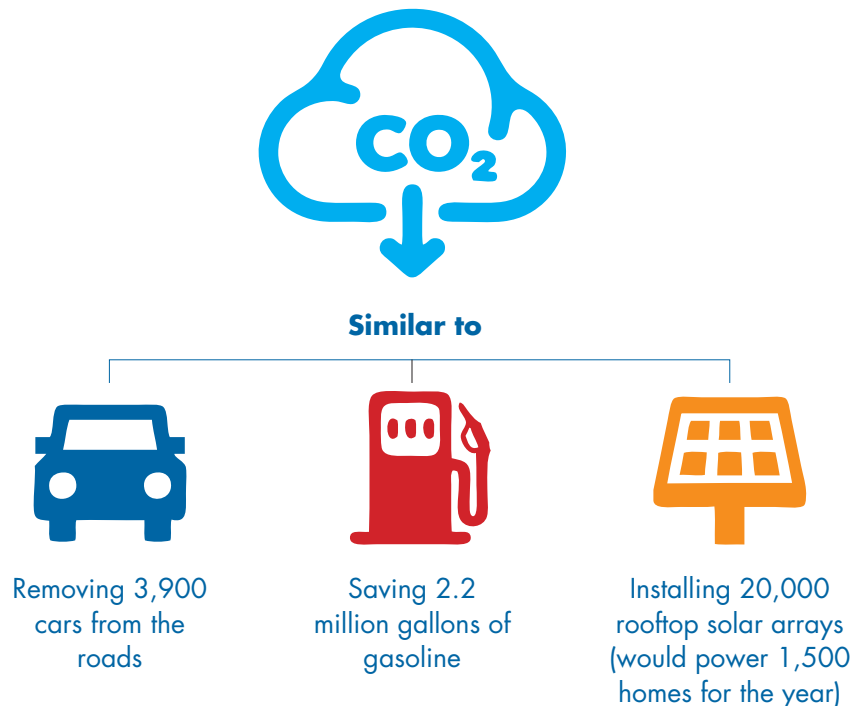 CO₂
Similar to
Removing 3,900
cars from the
roads
Saving 2.2
million gallons of
gasoline
Installing 20,000
rooftop solar arrays
(would power 1,500
homes for the year)